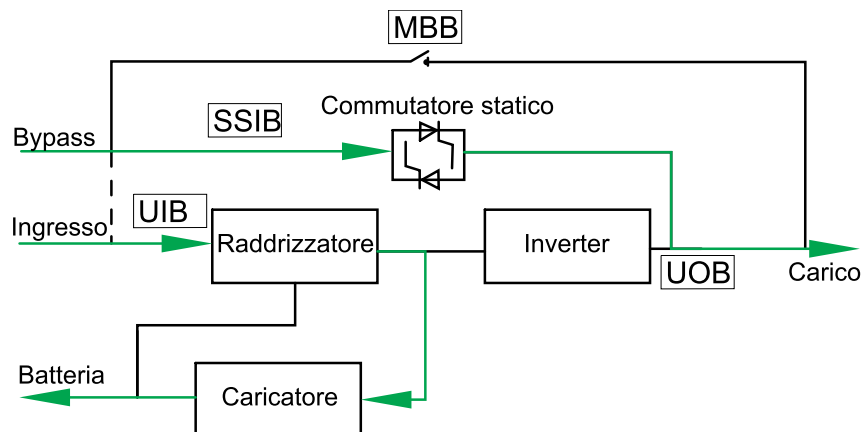 MBB
Commutatore statico
SSIB
Bypass
UIB
Ingresso
Raddrizzatore
Inverter
UOB
Carico
Batteria
Caricatore